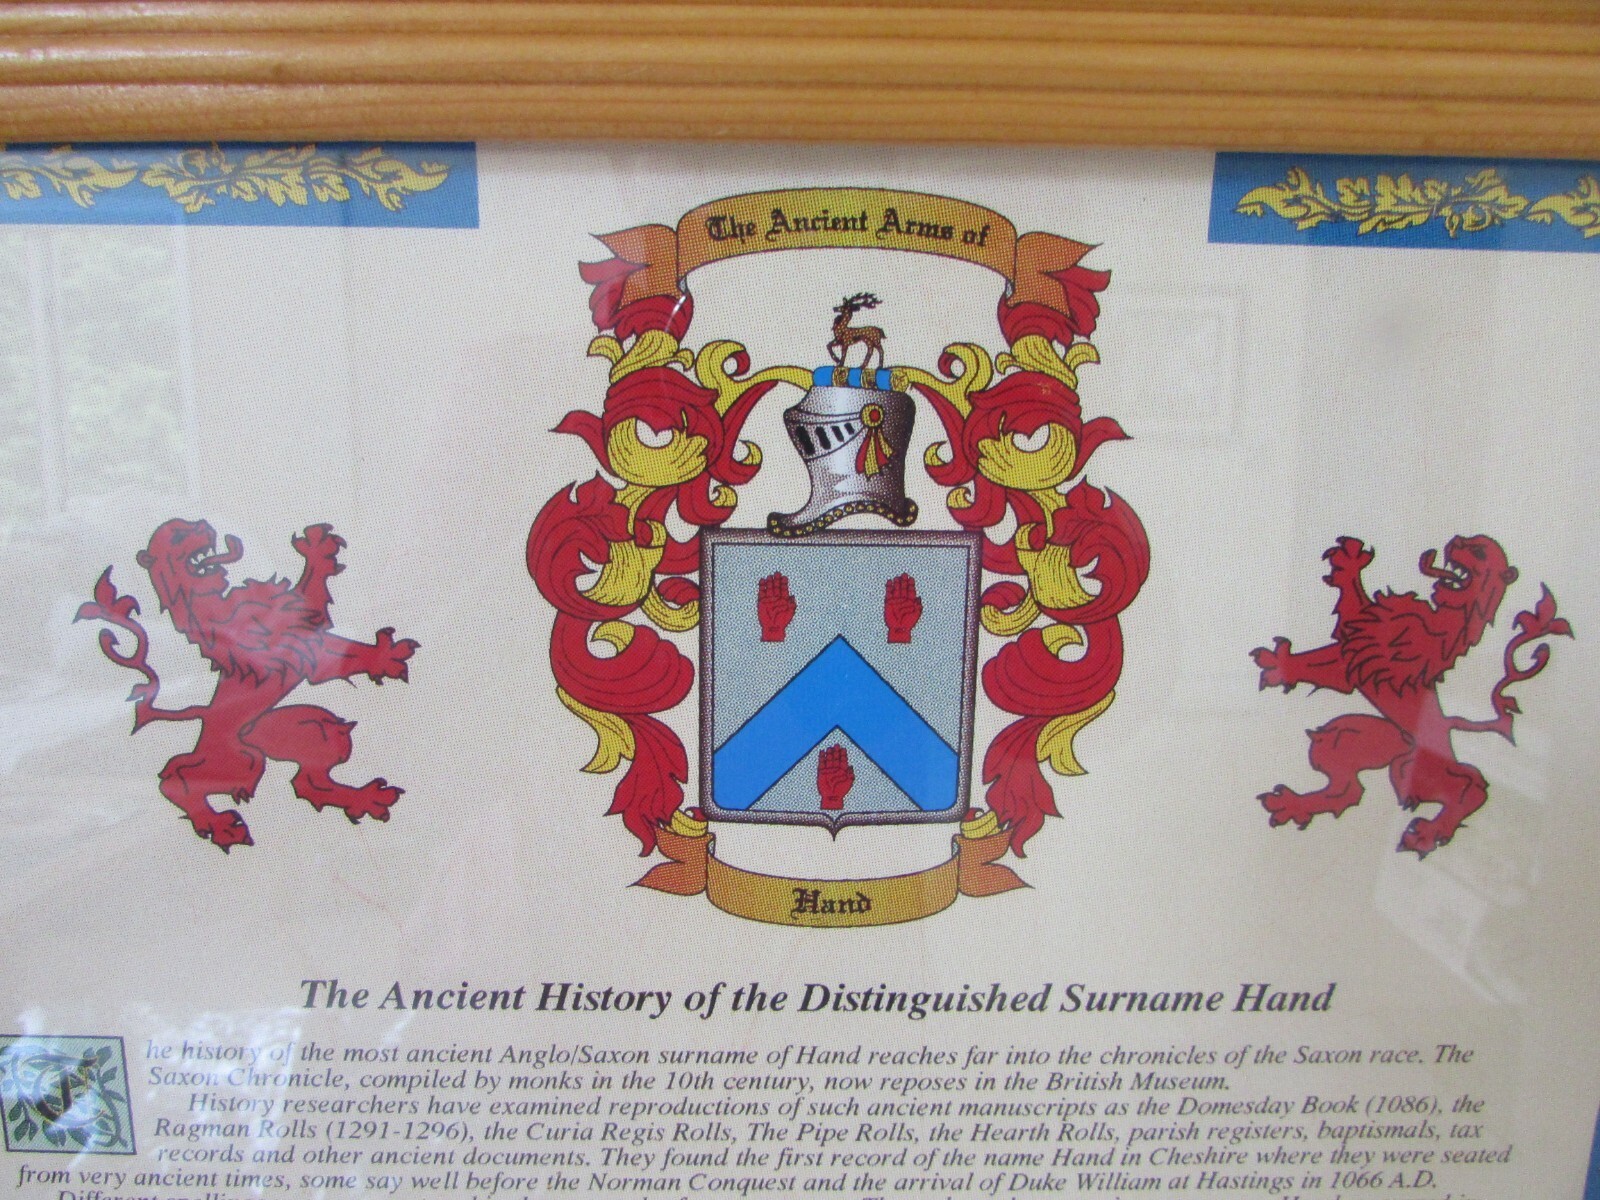 The Ancient Arms of
Hand
The Ancient History of the Distinguished Surname Hand
The history of the most ancient Anglo/Saxon surname of Hand reaches far into the chronicles of the Saxon race. The
Saxon Chronicle, compiled by monks in the 10th century, now reposes in the British Museum.
History researchers have examined reproductions of such ancient manuscripts as the Domesday Book (1086), the
Ragman Rolls (1291-1296), the Curia Regis Rolls, The Pipe Rolls, the Hearth Rolls, parish registers, baptismals, tax
records and other ancient documents. They found the first record of the name Hand in Cheshire where they were seated
from very ancient times, some say well before the Norman Conquest and the arrival of Duke William at Hastings in 1066 A.D.
Different